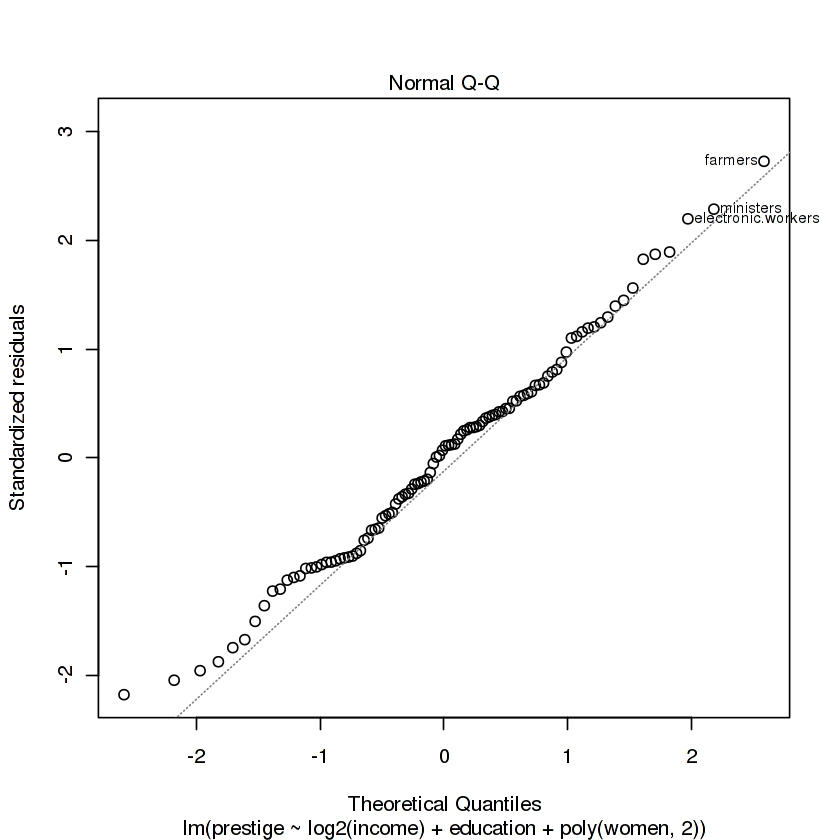 Normal Q-Q
3
farmers
ministers
electronic.workers
2
1
0
-1
-2
Standardized residuals
-2 -1 0 1 2
Theoretical Quantiles
lm(prestige ~ log2(income) + education + poly(women, 2))